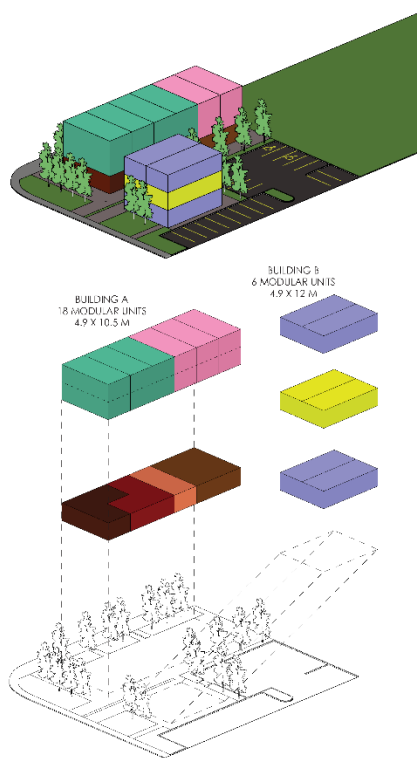 BUILDING A
18 MODULAR UNITS
4.9 X 10.5 M
BUILDING B
6 MODULAR UNITS
4.9 X 12 M